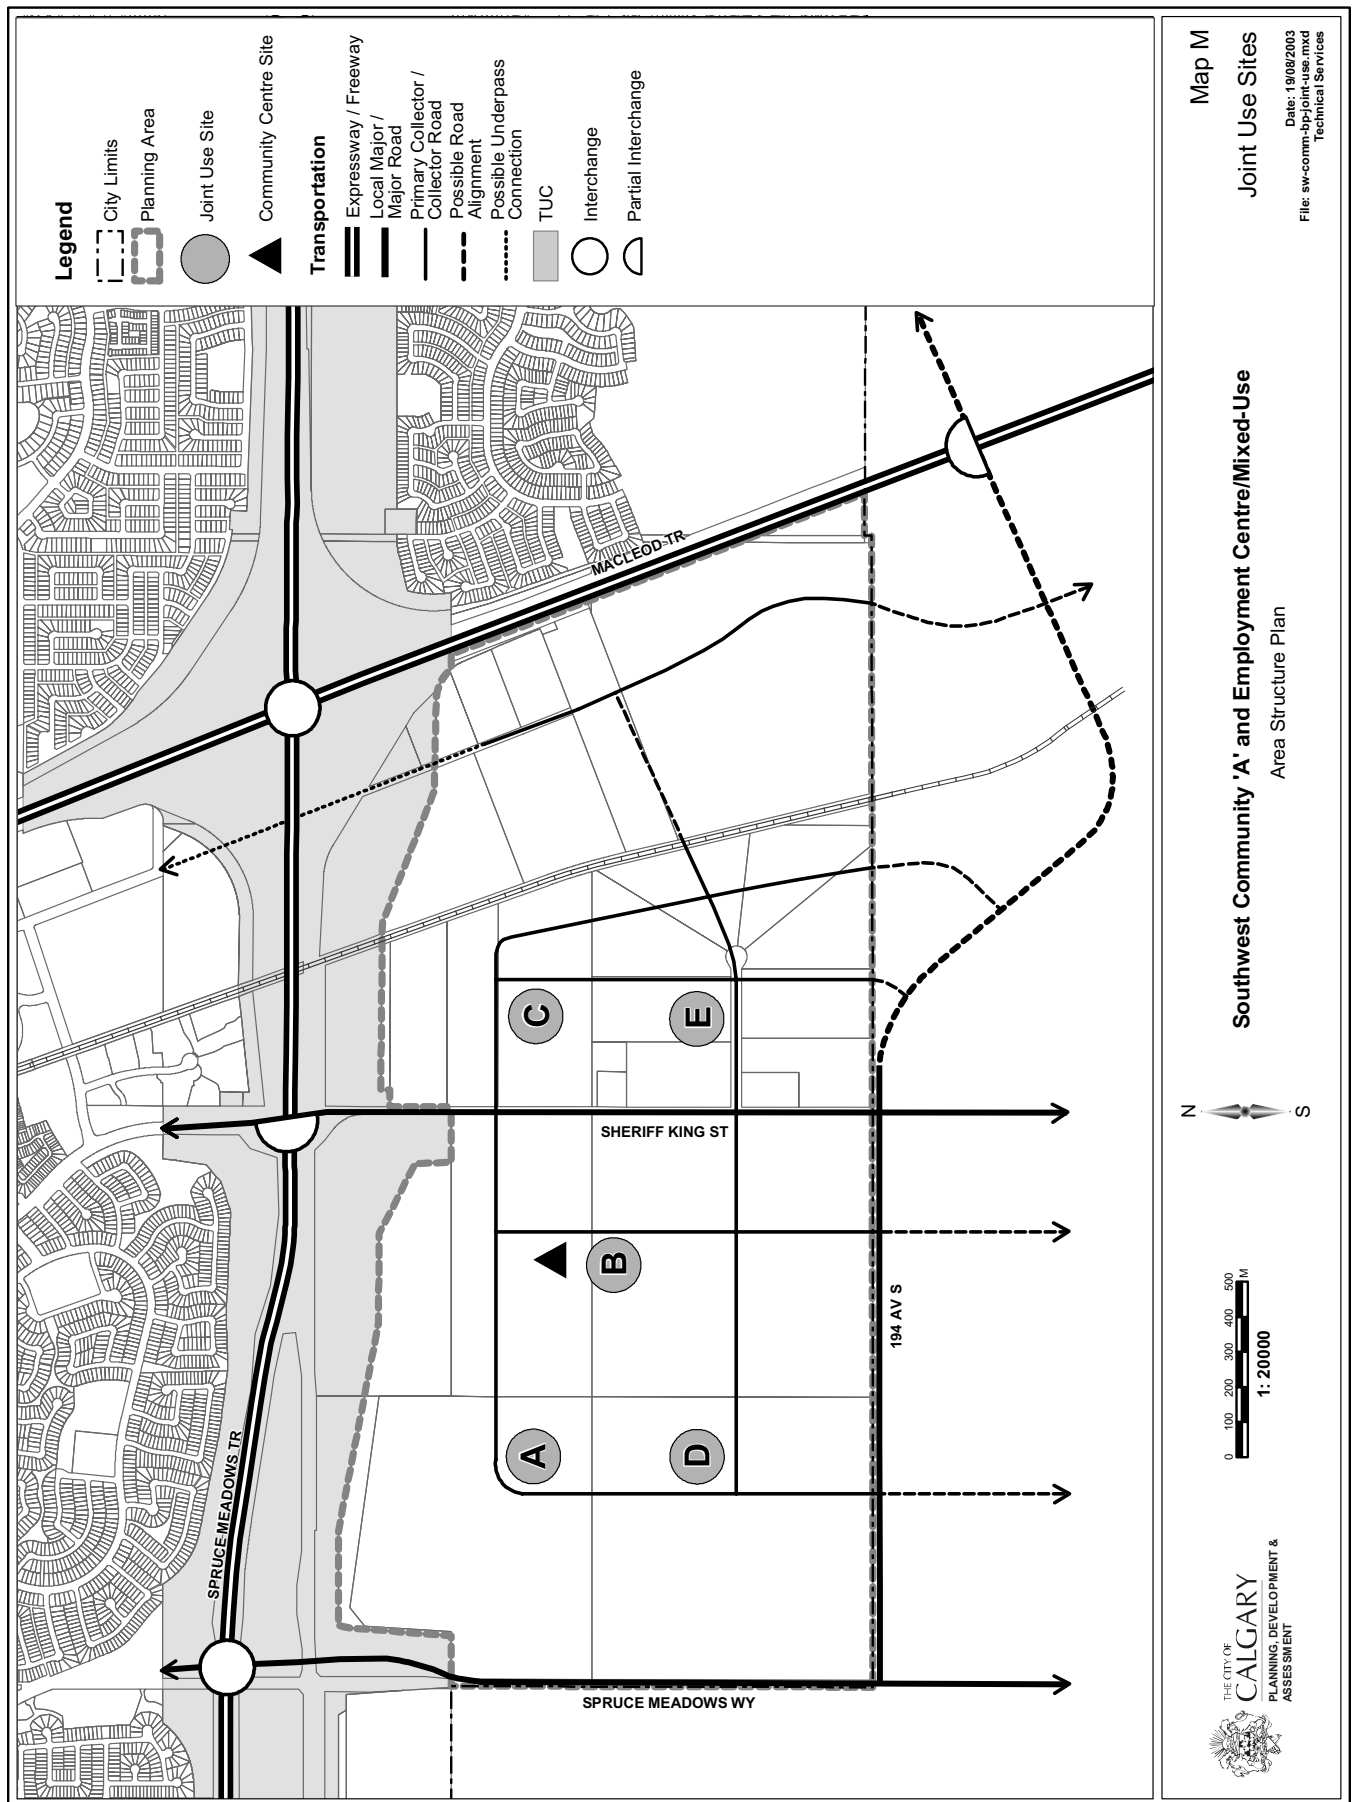 Legend
City Limits
Planning Area
Joint Use Site
Community Centre Site
Transportation
Expressway / Freeway
Local Major /
Major Road
Primary Collector /
Collector Road
Possible Road
Alignment
Possible Underpass
Connection
TUC
Interchange
Partial Interchange
MACLEOD TR
SPRUCE MEADOWS TR
SHERIFF KING ST
SPRUCE MEADOWS WY
194 AV S
A
B
C
D
E
THE CITY OF
CALGARY
PLANNING, DEVELOPMENT &
ASSESSMENT
0 100 200 300 400 500
M
1: 20000
N
S
Southwest Community 'A' and Employment Centre/Mixed-Use
Area Structure Plan
Map M
Joint Use Sites
Date: 19/08/2003
File: sw-comm-bp-joint-use.mxd
Technical Services